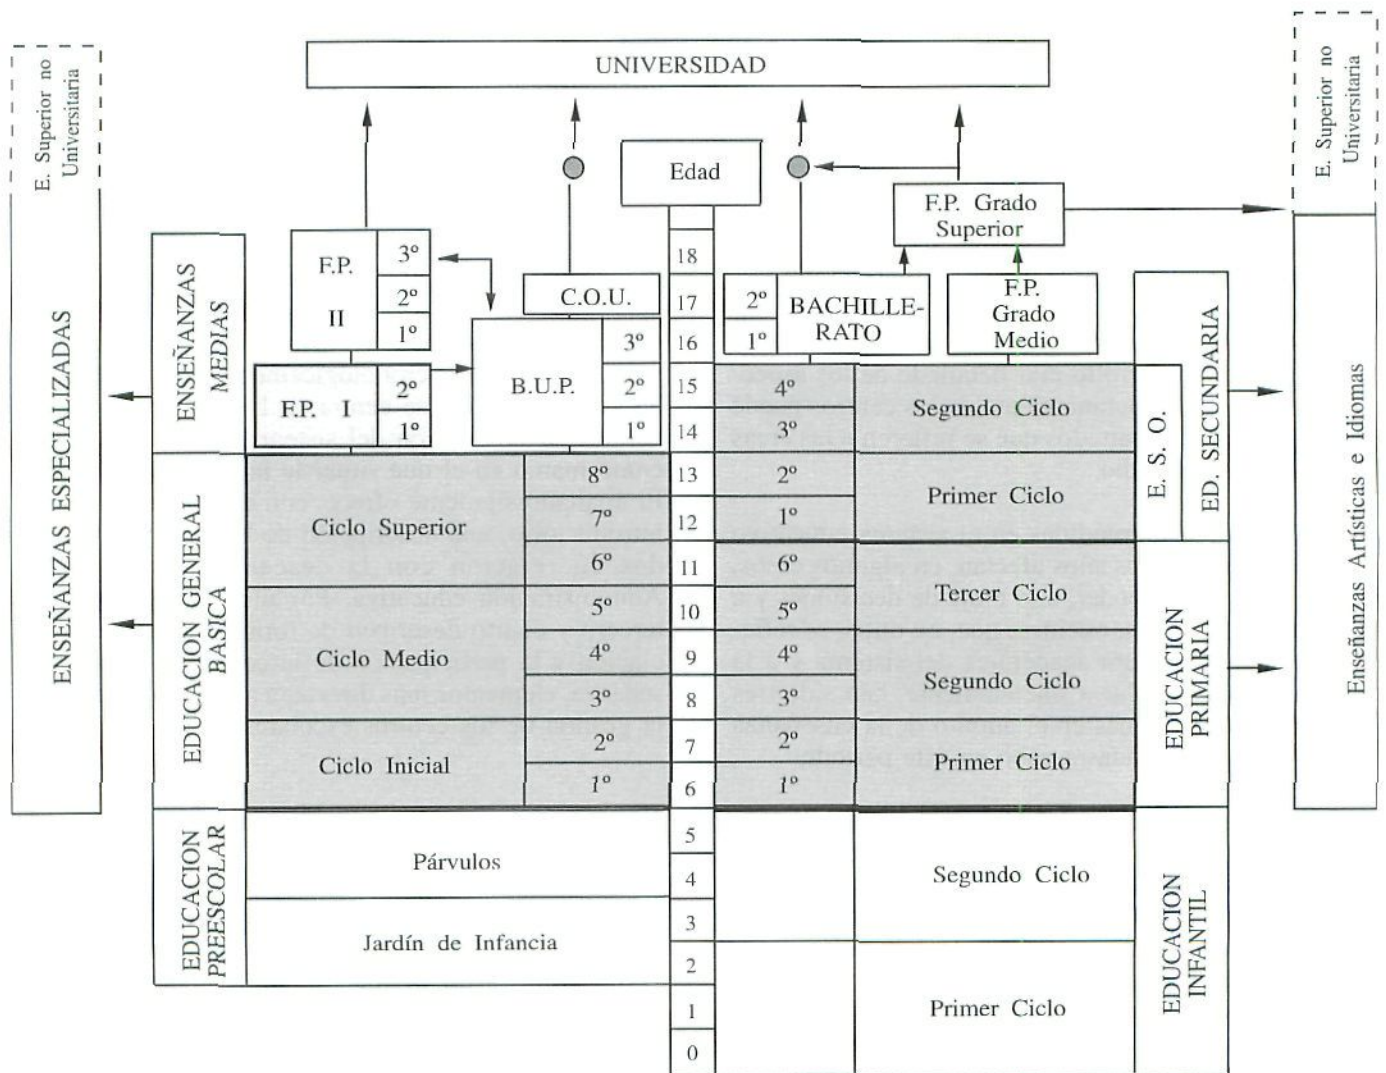 UNIVERSIDAD
E. Superior no
Universitaria
ENSEÑANZAS ESPECIALIZADAS
ENSEÑANZAS
MEDIAS
F.P.
II
3º
2º
1º
F.P. I
2º
1º
C.O.U.
B.U.P.
3º
2º
1º
EDUCACION GENERAL
BASICA
Ciclo Superior
8º
7º
6º
Ciclo Medio
5º
4º
3º
Ciclo Inicial
2º
1º
EDUCACION
PREESCOLAR
Párvulos
Jardín de Infancia
Edad
18
17
16
15
14
13
12
11
10
9
8
7
6
5
4
3
2
1
0
F.P. Grado
Superior
2º
1º
BACHILLE-
RATO
F.P.
Grado
Medio
4º
3º
Segundo Ciclo
2º
1º
Primer Ciclo
E. S. O.
ED. SECUNDARIA
6º
5º
Tercer Ciclo
4º
3º
Segundo Ciclo
2º
1º
Primer Ciclo
EDUCACION
PRIMARIA
Segundo Ciclo
Primer Ciclo
EDUCACION
INFANTIL
E. Superior no
Universitaria
Enseñanzas Artísticas e Idiomas